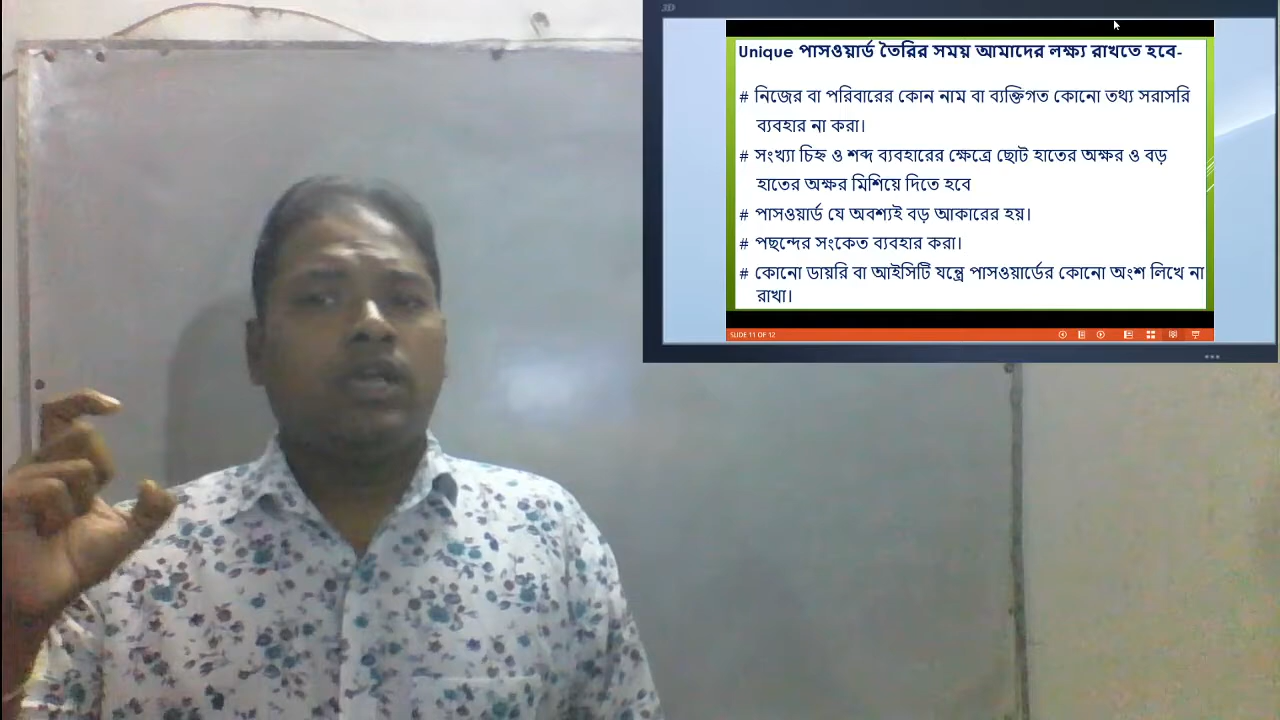 JD
Unique পাসওয়ার্ড তৈরির সময় আমাদের লক্ষ্য রাখতে হবে-
# নিজের বা পরিবারের কোন নাম বা ব্যক্তিগত কোনো তথ্য সরাসরি
ব্যবহার না করা।
# সংখ্যা চিহ্ন ও শব্দ ব্যবহারের ক্ষেত্রে ছোট হাতের অক্ষর ও বড়
হাতের অক্ষর মিশিয়ে দিতে হবে
# পাসওয়ার্ড যে অবশ্যই বড় আকারের হয়।
# পছন্দের সংকেত ব্যবহার করা।
# কোনো ডায়রি বা আইসিটি যন্ত্রে পাসওয়ার্ডের কোনো অংশ লিখে না
রাখা।
SLIDE 11 OF 12